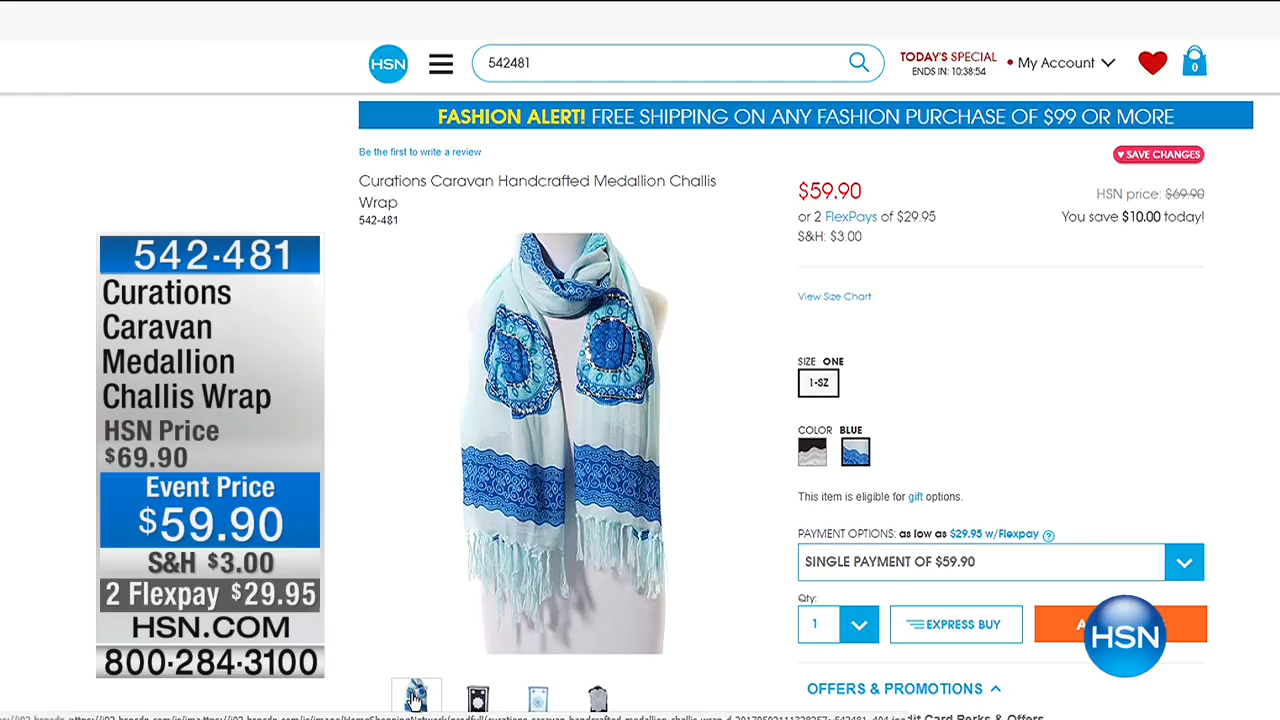 HSN
542481
TODAY'S SPECIAL
ENDS IN: 10:38:54
My Account
0
FASHION ALERT! FREE SHIPPING ON ANY FASHION PURCHASE OF $99 OR MORE
Be the first to write a review
♥ SAVE CHANGES
Curations Caravan Handcrafted Medallion Challis
Wrap
542-481
$59.90
HSN price: $69.90
or 2 FlexPays of $29.95
You save $10.00 today!
S&H: $3.00
542·481
Curations
Caravan
Medallion
Challis Wrap
HSN Price
$69.90
Event Price
$59.90
S&H $3.00
2 Flexpay $29.95
HSN.COM
800·284·3100
View Size Chart
SIZE ONE
1-SZ
COLOR BLUE
This item is eligible for gift options.
PAYMENT OPTIONS: as low as $29.95 w/Flexpay ?
SINGLE PAYMENT OF $59.90
Qty:
1
EXPRESS BUY
HSN
OFFERS & PROMOTIONS